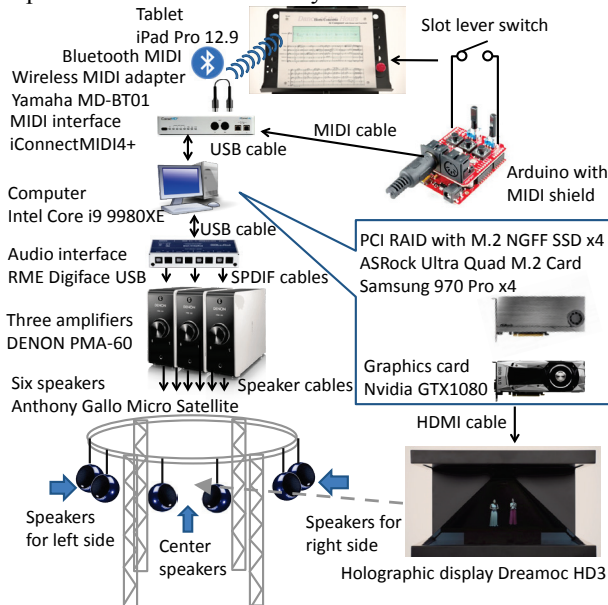 Tablet
iPad Pro 12.9
Slot lever switch
Bluetooth MIDI
Wireless MIDI adapter
Yamaha MD-BT01
MIDI interface
iConnectMIDI4+
MIDI cable
USB cable
Arduino with
MIDI shield
Computer
Intel Core i9 9980XE
USB cable
Audio interface
RME Digiface USB
SPDIF cables
PCI RAID with M.2 NGFF SSD x4
ASRock Ultra Quad M.2 Card
Samsung 970 Pro x4
Three amplifiers
DENON PMA-60
Graphics card
Nvidia GTX1080
Six speakers
Anthony Gallo Micro Satellite
Speaker cables
HDMI cable
Speakers
for left side
Center
speakers
Speakers for
right side
Holographic display Dreamoc HD3